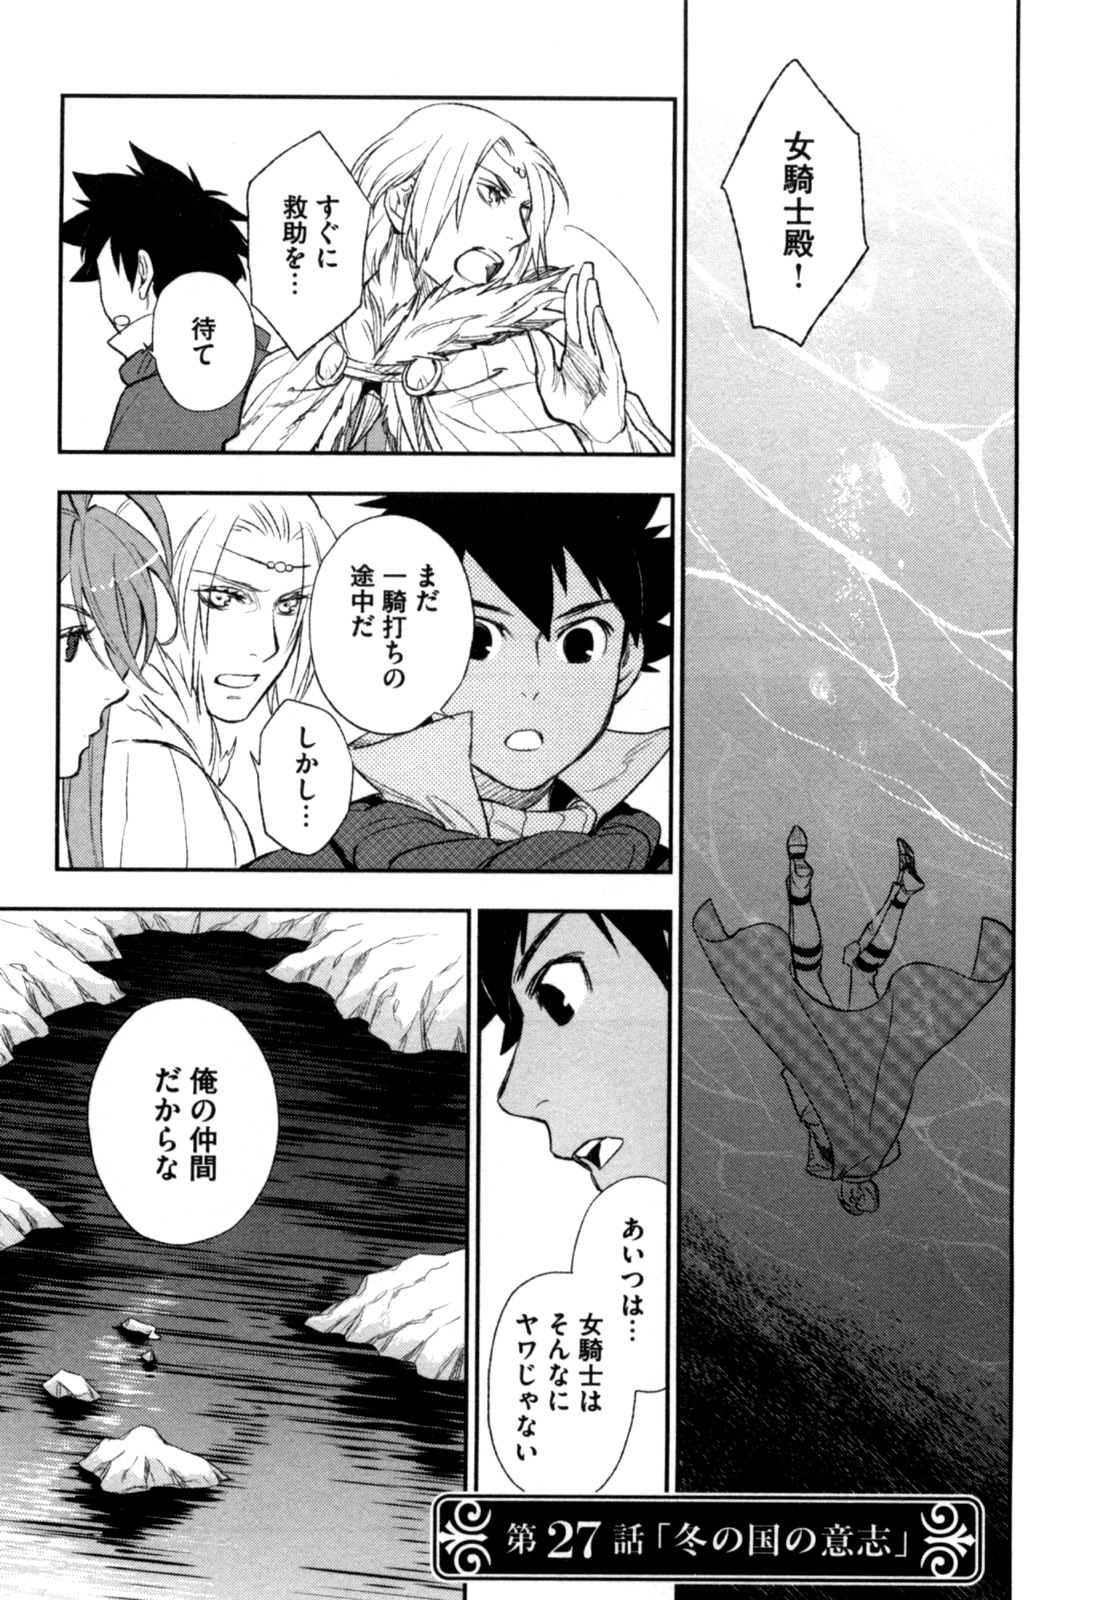 女騎士殿！
すぐに
救助を…
待て
まだ
一騎打ちの
途中だ
しかし…
あいつは…
女騎士は
そんなに
ヤワじゃない
俺の仲間
だからな
第27話「冬の国の意志」